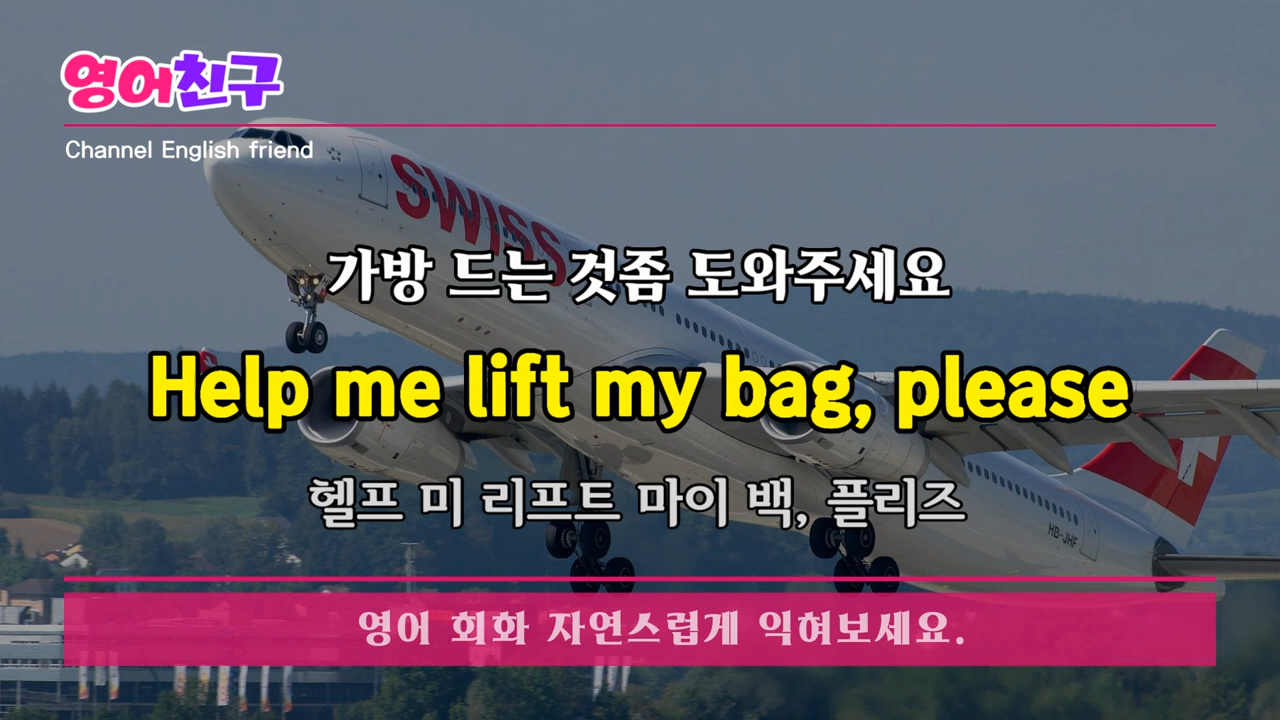 영어친구
Channel English friend
SWISS
가방 드는 것좀 도와주세요
Help me lift my bag, please
헬프 미 리프트 마이 백, 플리즈
HB-JHF
영어 회화 자연스럽게 익혀보세요.